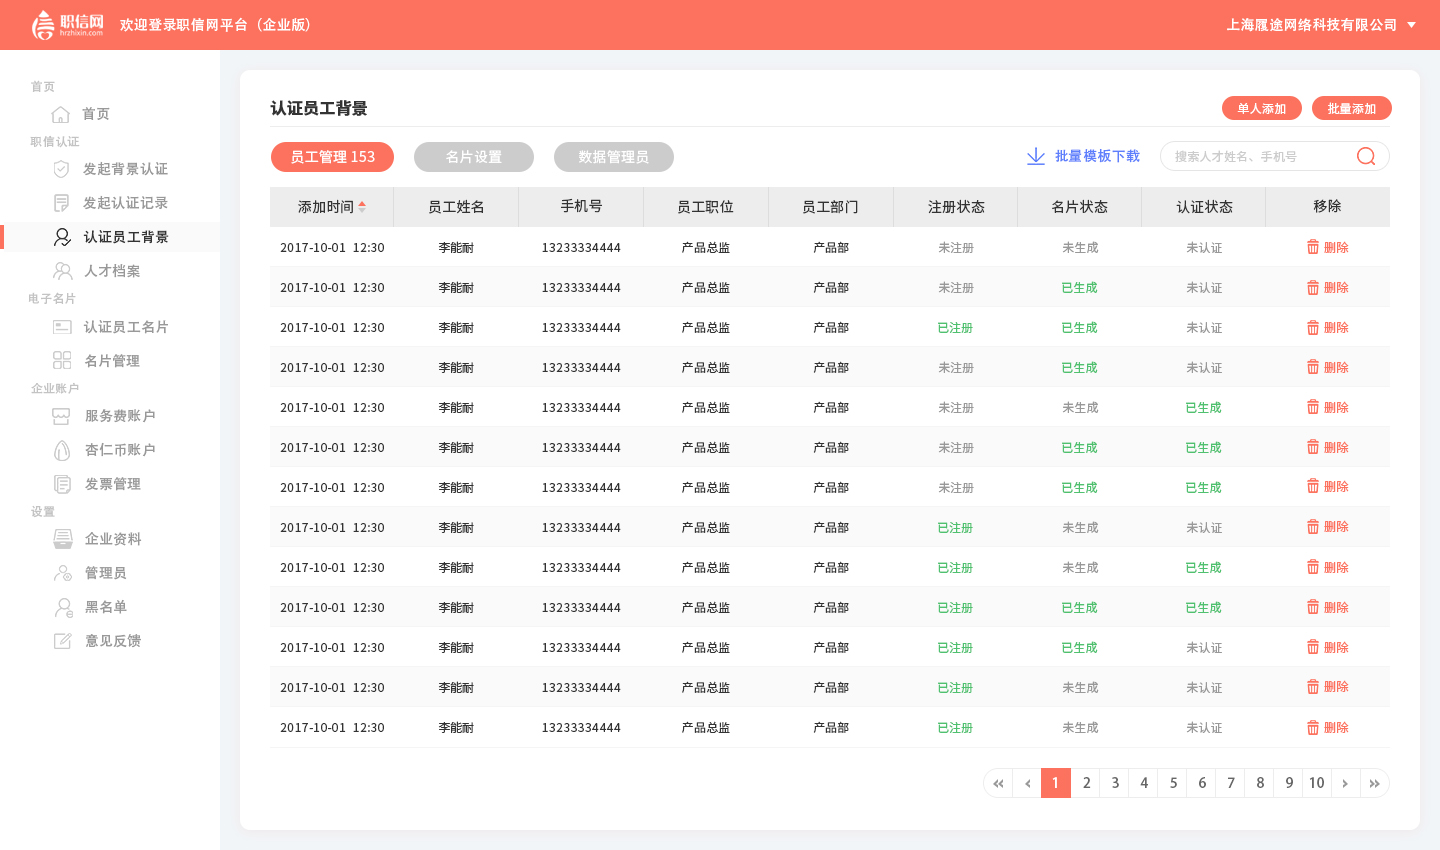 职信网 hrzhixin.com 欢迎登录职信网平台（企业版） 上海履途网络科技有限公司
首页
首页
职信认证
发起背景认证
发起认证记录
认证员工背景
人才档案
电子名片
认证员工名片
名片管理
企业账户
服务费账户
杏仁币账户
发票管理
设置
企业资料
管理员
黑名单
意见反馈
认证员工背景 单人添加 批量添加
员工管理 153 名片设置 数据管理员 批量模板下载 搜索人才姓名、手机号
添加时间 员工姓名 手机号 员工职位 员工部门 注册状态 名片状态 认证状态 移除
2017-10-01 12:30 李能耐 13233334444 产品总监 产品部 未注册 未生成 未认证 删除
2017-10-01 12:30 李能耐 13233334444 产品总监 产品部 未注册 已生成 未认证 删除
2017-10-01 12:30 李能耐 13233334444 产品总监 产品部 已注册 已生成 未认证 删除
2017-10-01 12:30 李能耐 13233334444 产品总监 产品部 未注册 已生成 未认证 删除
2017-10-01 12:30 李能耐 13233334444 产品总监 产品部 未注册 未生成 已生成 删除
2017-10-01 12:30 李能耐 13233334444 产品总监 产品部 未注册 已生成 已生成 删除
2017-10-01 12:30 李能耐 13233334444 产品总监 产品部 未注册 已生成 已生成 删除
2017-10-01 12:30 李能耐 13233334444 产品总监 产品部 已注册 未生成 未认证 删除
2017-10-01 12:30 李能耐 13233334444 产品总监 产品部 已注册 未生成 已生成 删除
2017-10-01 12:30 李能耐 13233334444 产品总监 产品部 已注册 已生成 已生成 删除
2017-10-01 12:30 李能耐 13233334444 产品总监 产品部 已注册 已生成 未认证 删除
2017-10-01 12:30 李能耐 13233334444 产品总监 产品部 已注册 未生成 未认证 删除
2017-10-01 12:30 李能耐 13233334444 产品总监 产品部 已注册 未生成 未认证 删除
« ‹ 1 2 3 4 5 6 7 8 9 10 › »